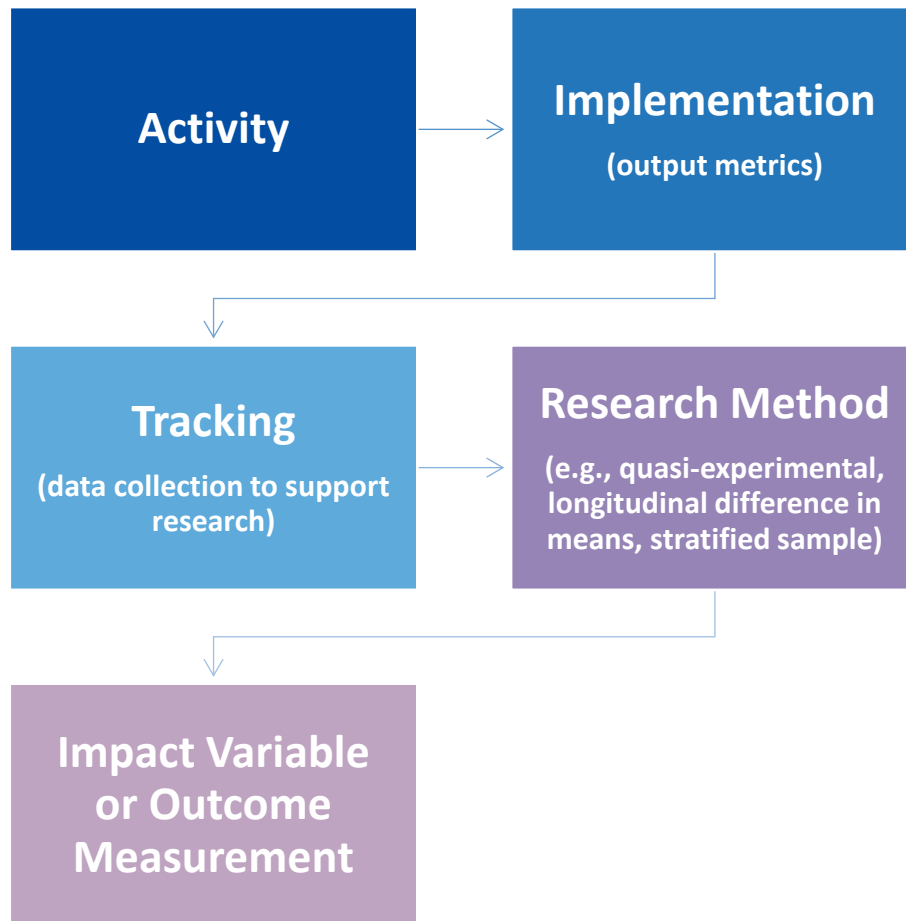 Activity
Implementation
(output metrics)
Tracking
(data collection to support
research)
Research Method
(e.g., quasi-experimental,
longitudinal difference in
means, stratified sample)
Impact Variable
or Outcome
Measurement